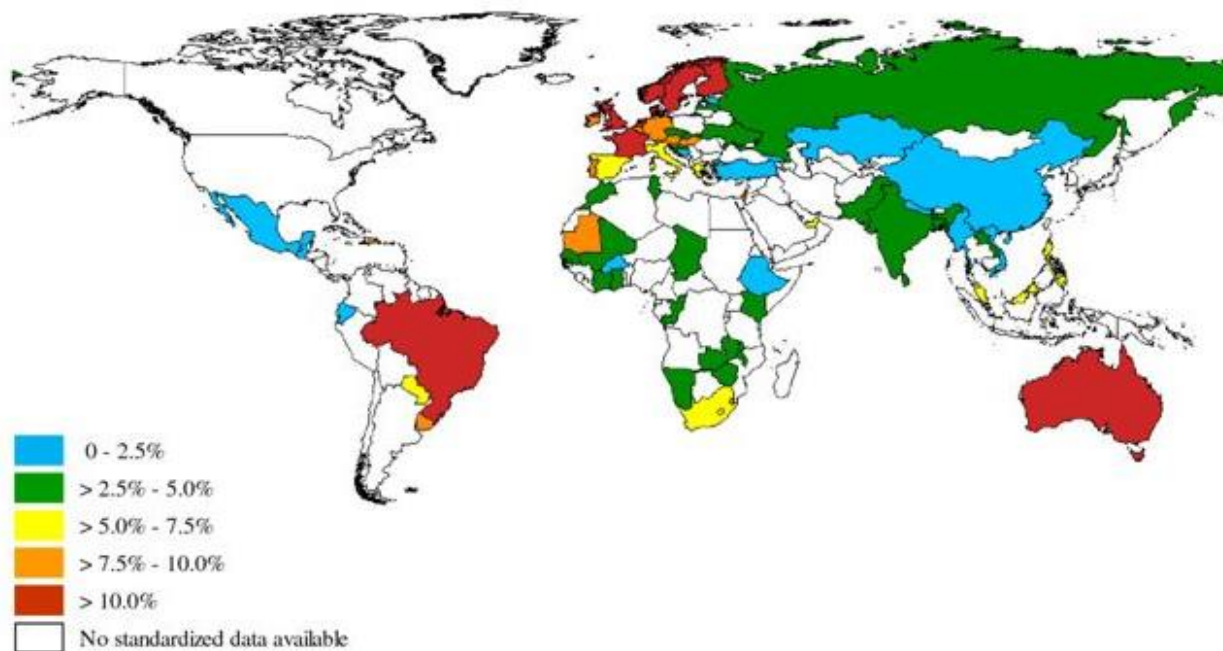 0 - 2.5%
> 2.5% - 5.0%
> 5.0% - 7.5%
> 7.5% - 10.0%
> 10.0%
No standardized data available